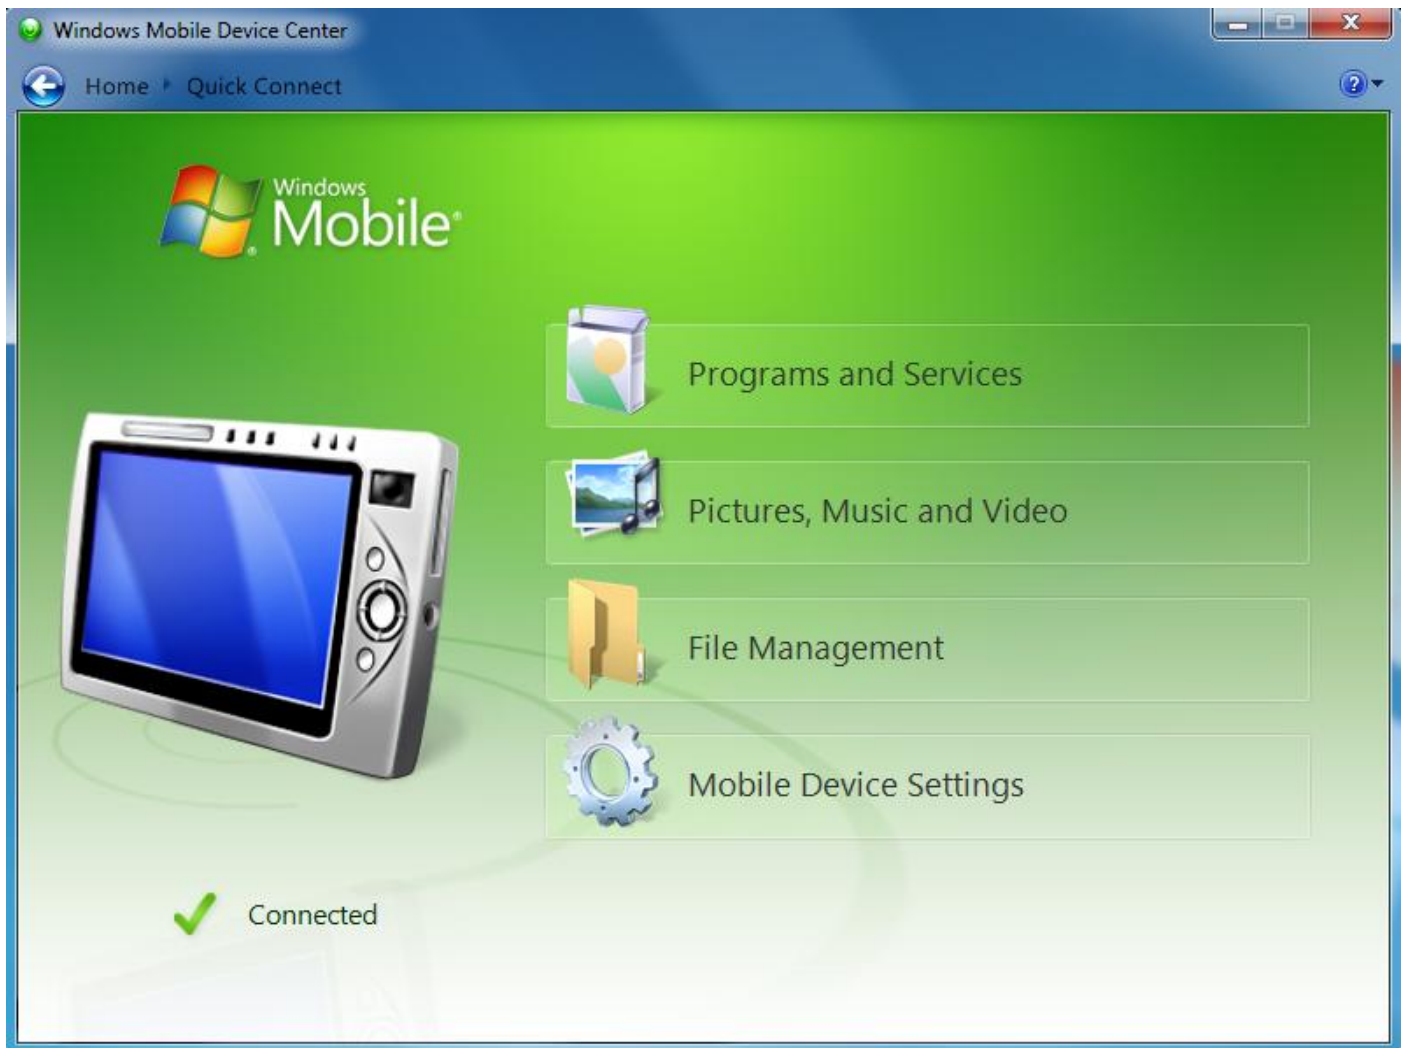 Windows Mobile Device Center
Home Quick Connect
Windows
Mobile®
Programs and Services
Pictures, Music and Video
File Management
Mobile Device Settings
Connected